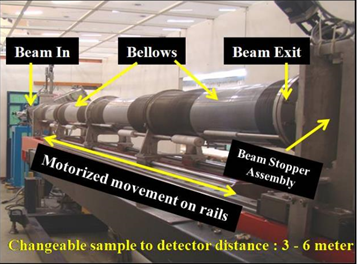 Beam In
Bellows
Beam Exit
Beam Stopper
Assembly
Motorized movement on rails
Changeable sample to detector distance : 3 - 6 meter